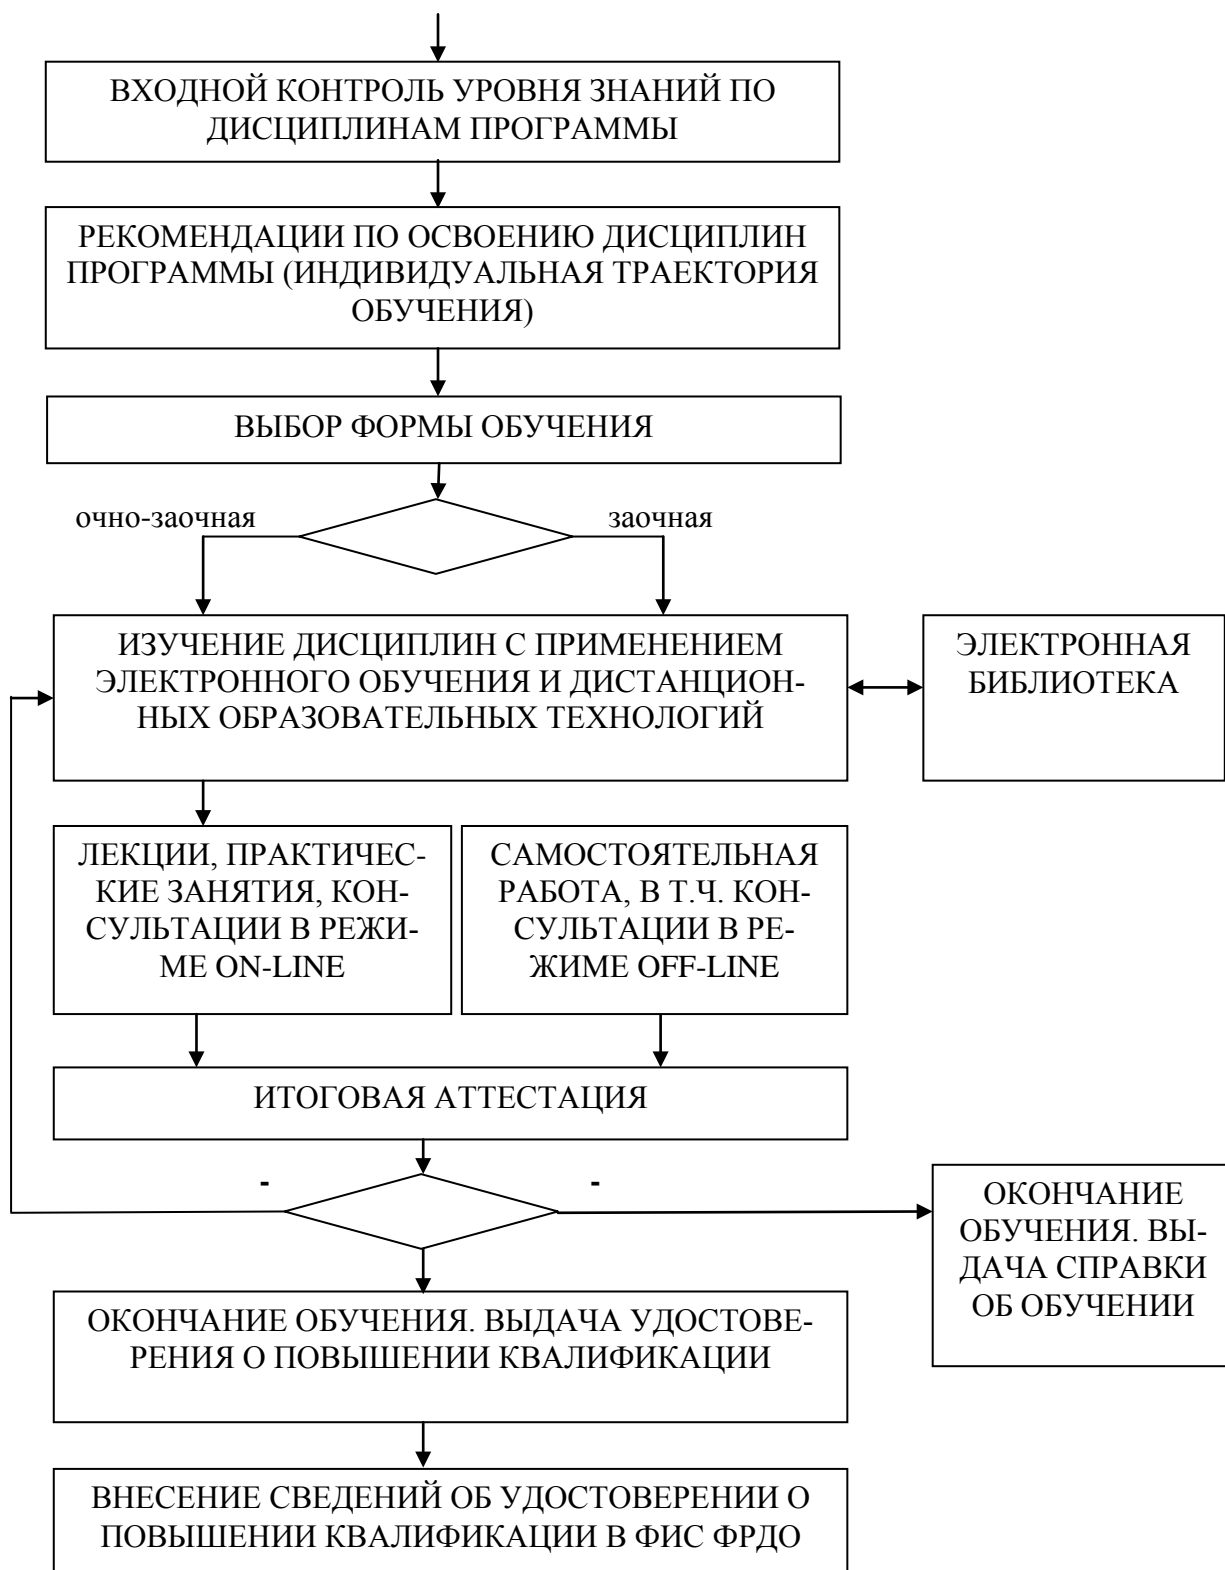 ВХОДНОЙ КОНТРОЛЬ УРОВНЯ ЗНАНИЙ ПО
ДИСЦИПЛИНАМ ПРОГРАММЫ
РЕКОМЕНДАЦИИ ПО ОСВОЕНИЮ ДИСЦИПЛИН
ПРОГРАММЫ (ИНДИВИДУАЛЬНАЯ ТРАЕКТОРИЯ
ОБУЧЕНИЯ)
ВЫБОР ФОРМЫ ОБУЧЕНИЯ
очно-заочная
заочная
ИЗУЧЕНИЕ ДИСЦИПЛИН С ПРИМЕНЕНИЕМ
ЭЛЕКТРОННОГО ОБУЧЕНИЯ И ДИСТАНЦИОН-
НЫХ ОБРАЗОВАТЕЛЬНЫХ ТЕХНОЛОГИЙ
ЭЛЕКТРОННАЯ
БИБЛИОТЕКА
ЛЕКЦИИ, ПРАКТИЧЕС-
КИЕ ЗАНЯТИЯ, КОН-
СУЛЬТАЦИИ В РЕЖИ-
МЕ ON-LINE
САМОСТОЯТЕЛЬНАЯ
РАБОТА, В Т.Ч. КОН-
СУЛЬТАЦИИ В РЕ-
ЖИМЕ OFF-LINE
ИТОГОВАЯ АТТЕСТАЦИЯ
-
-
ОКОНЧАНИЕ
ОБУЧЕНИЯ. ВЫ-
ДАЧА СПРАВКИ
ОБ ОБУЧЕНИИ
ОКОНЧАНИЕ ОБУЧЕНИЯ. ВЫДАЧА УДОСТОВЕ-
РЕНИЯ О ПОВЫШЕНИИ КВАЛИФИКАЦИИ
ВНЕСЕНИЕ СВЕДЕНИЙ ОБ УДОСТОВЕРЕНИИ О
ПОВЫШЕНИИ КВАЛИФИКАЦИИ В ФИС ФРДО